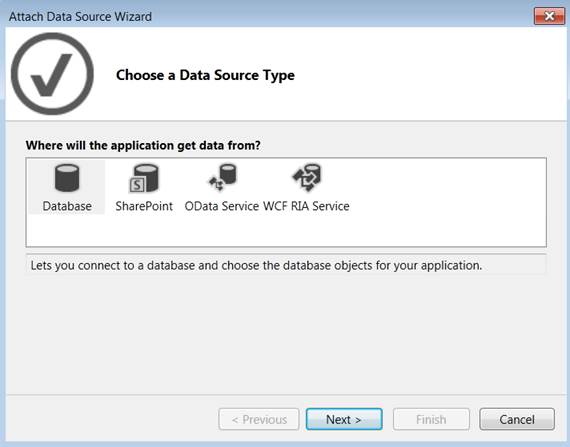 Attach Data Source Wizard
Choose a Data Source Type
Where will the application get data from?
S
Database SharePoint OData Service WCF RIA Service
Lets you connect to a database and choose the database objects for your application.
< Previous Next > Finish Cancel